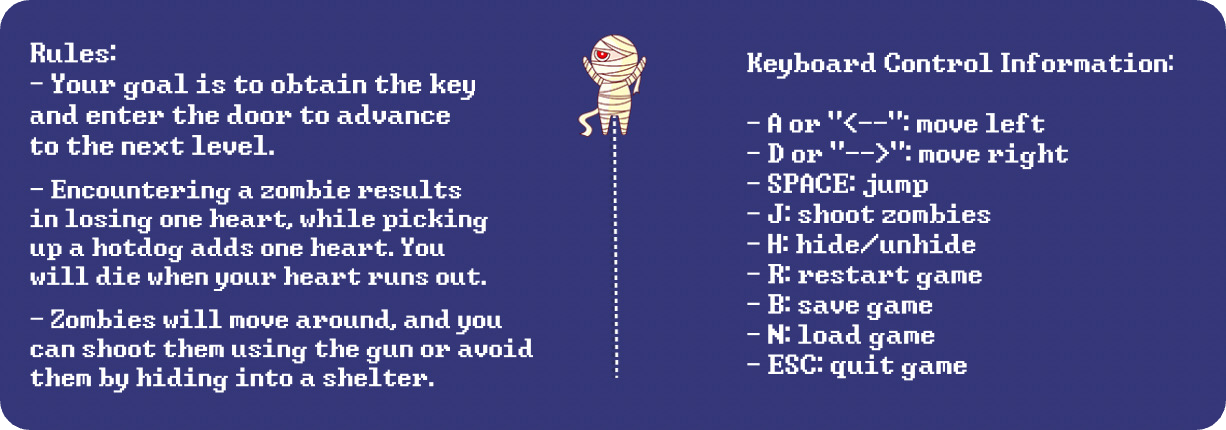 Rules:
- Your goal is to obtain the key
and enter the door to advance
to the next level.
- Encountering a zombie results
in losing one heart, while picking
up a hotdog adds one heart. You
will die when your heart runs out.
- Zombies will move around, and you
can shoot them using the gun or avoid
them by hiding into a shelter.
Keyboard Control Information:
- A or "<--": move left
- D or "-->": move right
- SPACE: jump
- J: shoot zombies
- H: hide/unhide
- R: restart game
- B: save game
- N: load game
- ESC: quit game